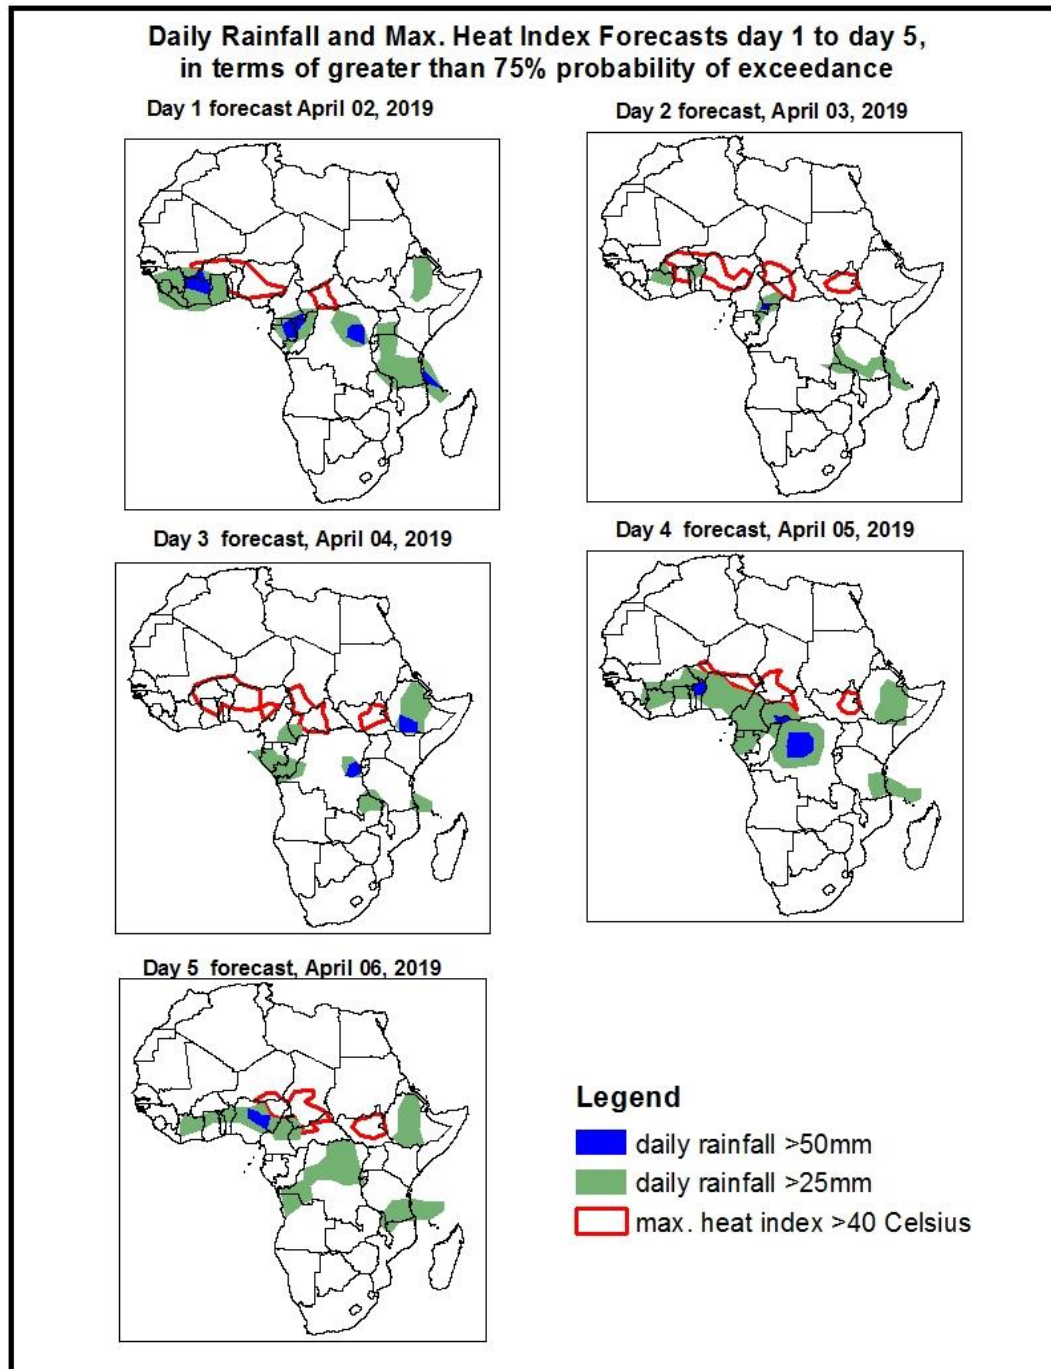 Daily Rainfall and Max. Heat Index Forecasts day 1 to day 5,
in terms of greater than 75% probability of exceedance
Day 1 forecast April 02, 2019
Day 2 forecast, April 03, 2019
Day 3  forecast, April 04, 2019
Day 4  forecast, April 05, 2019
Day 5  forecast, April 06, 2019
Legend
daily rainfall >50mm
daily rainfall >25mm
max. heat index >40 Celsius